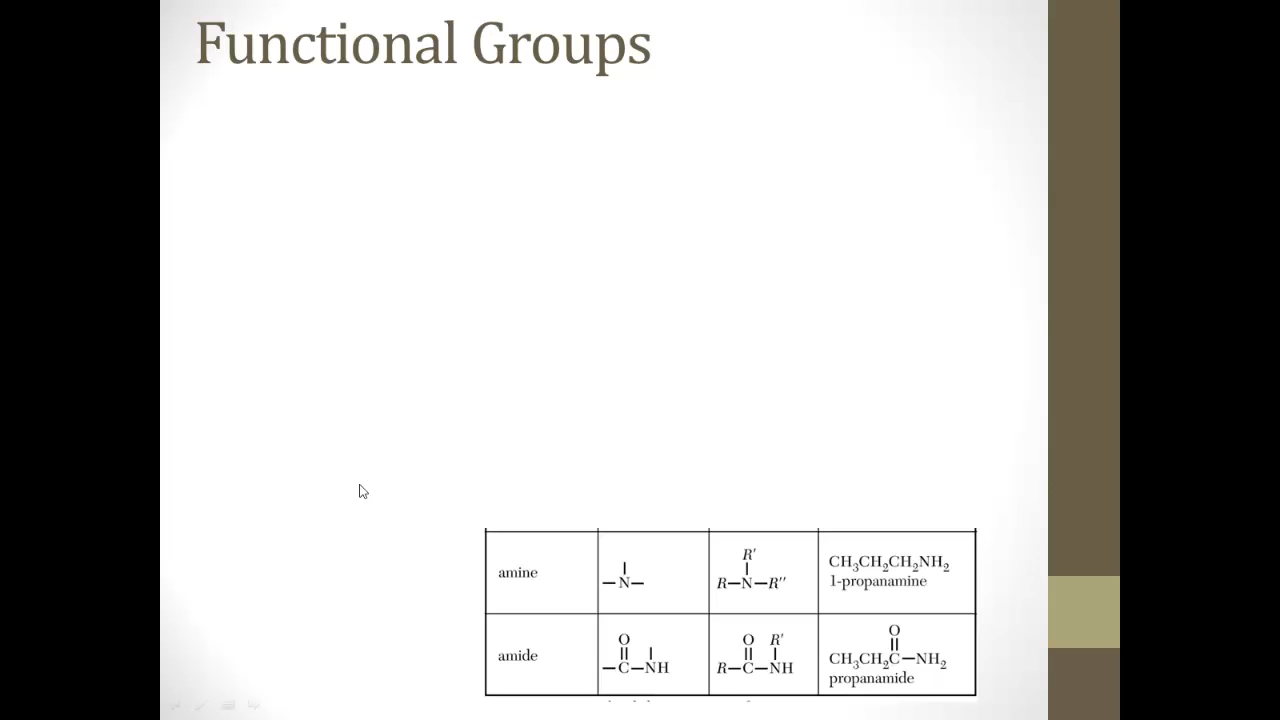 Functional Groups
amine
N
R'
R—N—R''
CH₃CH₂CH₂NH₂
1-propanamine
amide
O
C—NH
O R'
R—C—NH
O
CH₃CH₂C—NH₂
propanamide